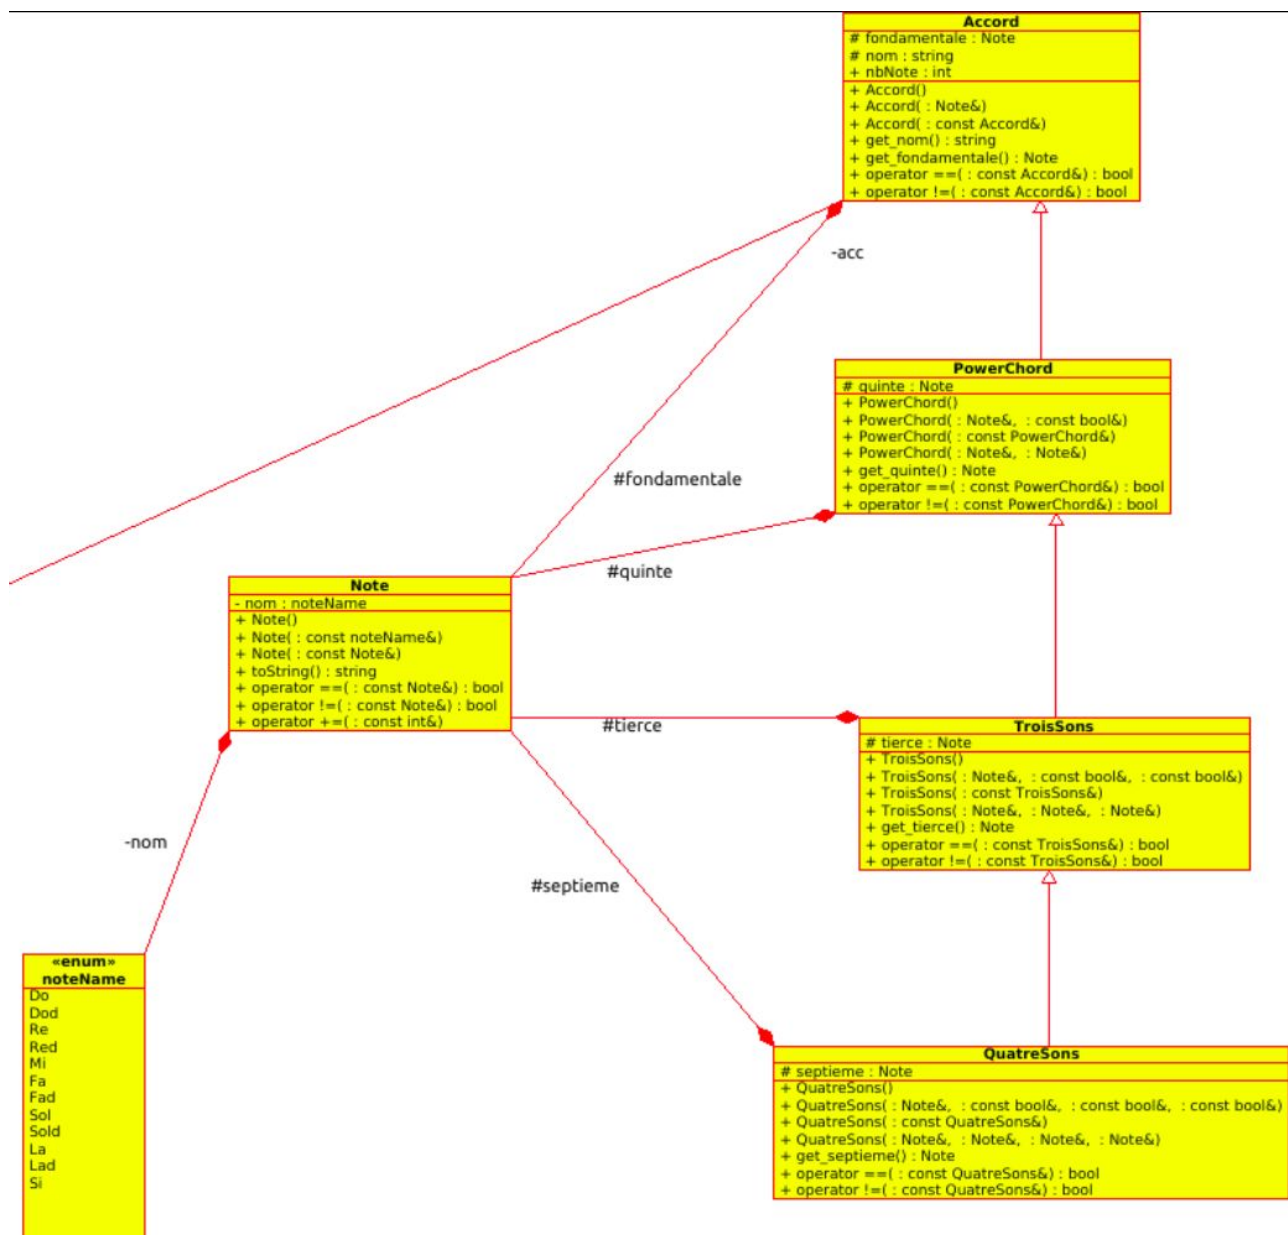 Accord
# fondamentale : Note
# nom : string
+ nbNote : int
+ Accord()
+ Accord( : Note&)
+ Accord( : const Accord&)
+ get_nom() : string
+ get_fondamentale() : Note
+ operator ==( : const Accord&) : bool
+ operator !=( : const Accord&) : bool
-acc
PowerChord
# quinte : Note
+ PowerChord()
+ PowerChord( : Note&, : const bool&)
+ PowerChord( : const PowerChord&)
+ PowerChord( : Note&, : Note&)
+ get_quinte() : Note
+ operator ==( : const PowerChord&) : bool
+ operator !=( : const PowerChord&) : bool
#fondamentale
#quinte
Note
- nom : noteName
+ Note()
+ Note( : const noteName&)
+ Note( : const Note&)
+ toString() : string
+ operator ==( : const Note&) : bool
+ operator !=( : const Note&) : bool
+ operator +=( : const int&)
#tierce
TroisSons
# tierce : Note
+ TroisSons()
+ TroisSons( : Note&, : const bool&, : const bool&)
+ TroisSons( : const TroisSons&)
+ TroisSons( : Note&, : Note&, : Note&)
+ get_tierce() : Note
+ operator ==( : const TroisSons&) : bool
+ operator !=( : const TroisSons&) : bool
-nom
#septieme
«enum»
noteName
Do
Dod
Re
Red
Mi
Fa
Fad
Sol
Sold
La
Lad
Si
QuatreSons
# septieme : Note
+ QuatreSons()
+ QuatreSons( : Note&, : const bool&, : const bool&, : const bool&)
+ QuatreSons( : const QuatreSons&)
+ QuatreSons( : Note&, : Note&, : Note&, : Note&)
+ get_septieme() : Note
+ operator ==( : const QuatreSons&) : bool
+ operator !=( : const QuatreSons&) : bool